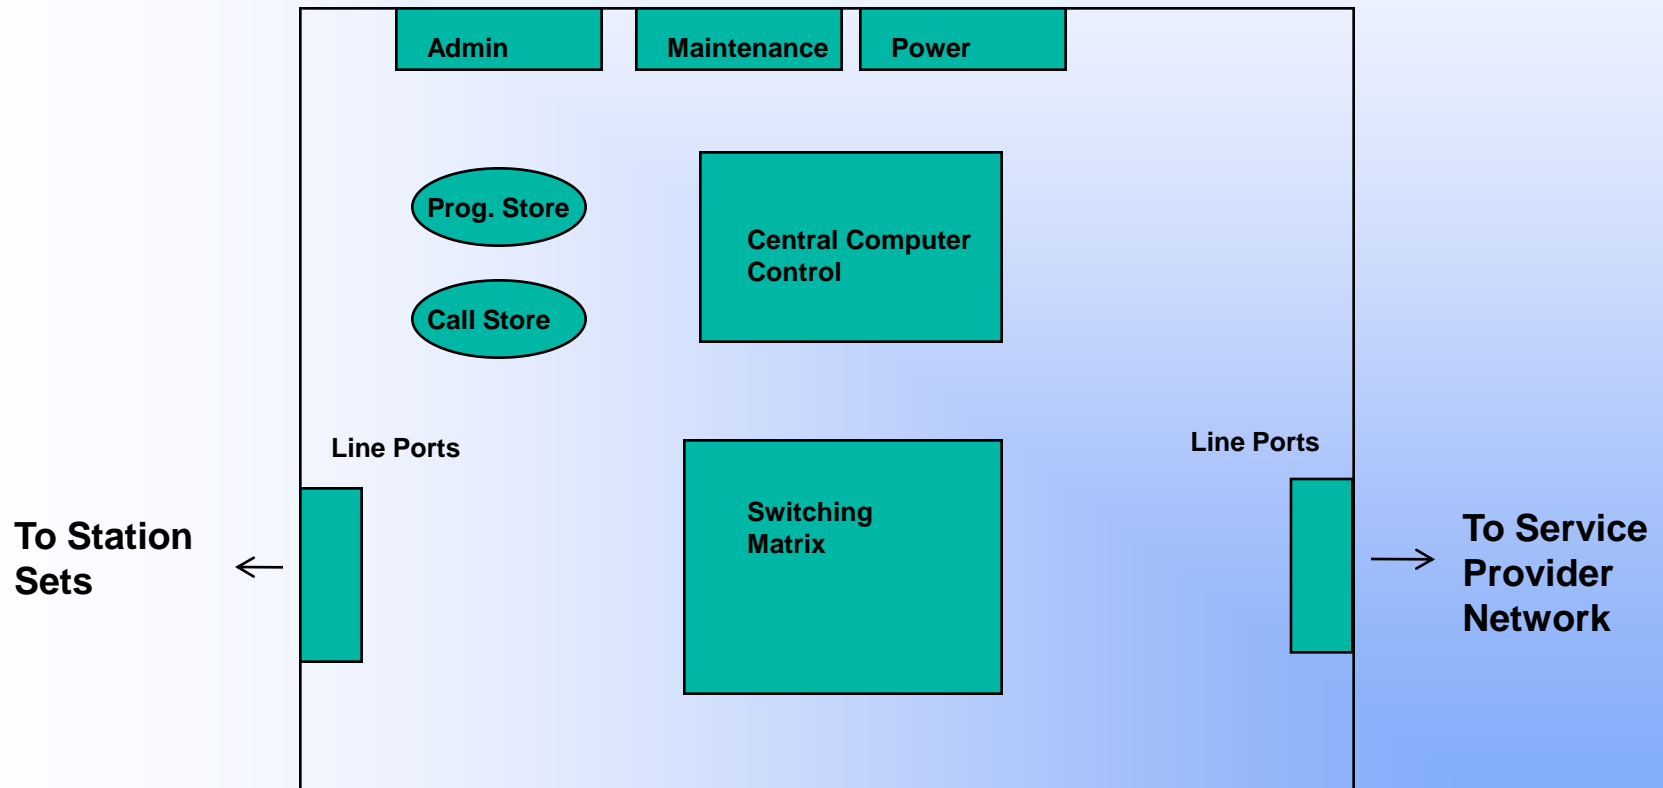 Admin
Maintenance
Power
Prog. Store
Central Computer
Control
Call Store
Line Ports
Line Ports
Switching
Matrix
To Station
Sets
To Service
Provider
Network